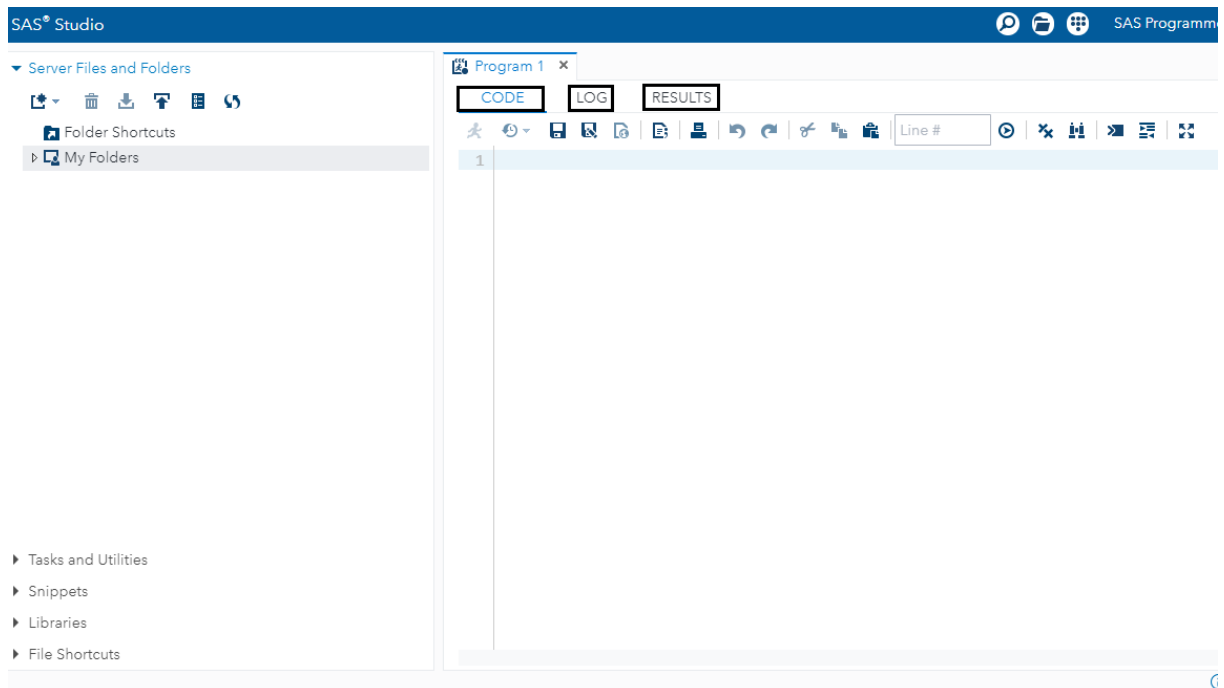 SAS® Studio
SAS Programme
Server Files and Folders
Folder Shortcuts
My Folders
Tasks and Utilities
Snippets
Libraries
File Shortcuts
Program 1
CODE LOG RESULTS
Line #
1